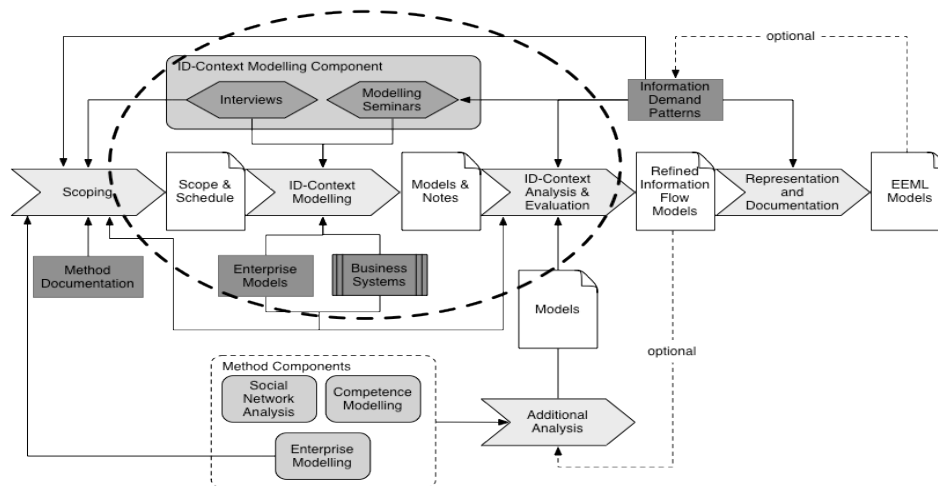 optional
ID-Context Modelling Component
Interviews
Modelling
Seminars
Information
Demand
Patterns
Scoping
Scope &
Schedule
ID-Context
Modelling
Models &
Notes
ID-Context
Analysis &
Evaluation
Refined
Information
Flow
Models
Representation
and
Documentation
EEML
Models
Method
Documentation
Enterprise
Models
Business
Systems
Models
optional
Method Components
Social
Network
Analysis
Competence
Modelling
Enterprise
Modelling
Additional
Analysis